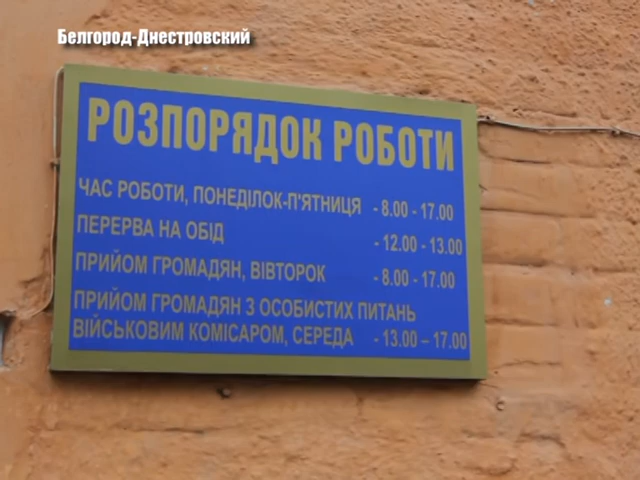 Белгород-Днестровский
РОЗПОРЯДОК РОБОТИ
ЧАС РОБОТИ, ПОНЕДІЛОК-П'ЯТНИЦЯ - 8.00 - 17.00
ПЕРЕРВА НА ОБІД - 12.00 - 13.00
ПРИЙОМ ГРОМАДЯН, ВІВТОРОК - 8.00 - 17.00
ПРИЙОМ ГРОМАДЯН З ОСОБИСТИХ ПИТАНЬ
ВІЙСЬКОВИМ КОМІСАРОМ, СЕРЕДА - 13.00 – 17.00